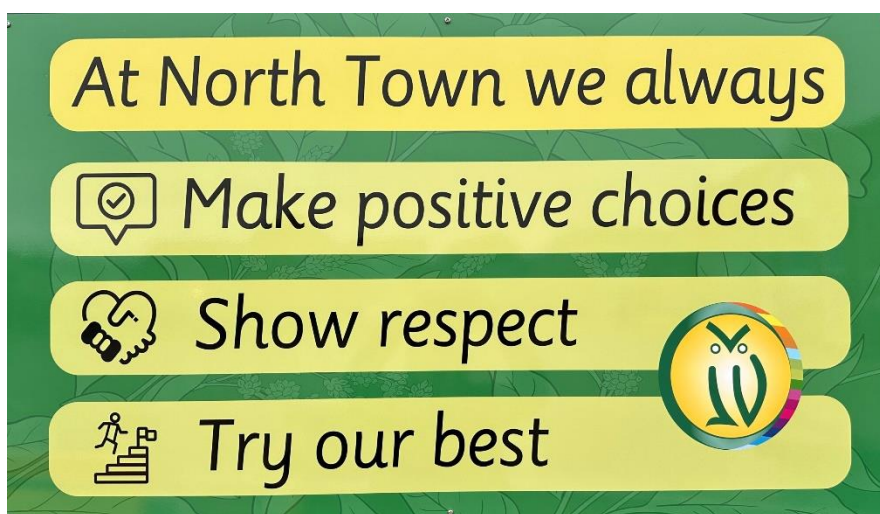 At North Town we always
Make positive choices
Show respect
Try our best